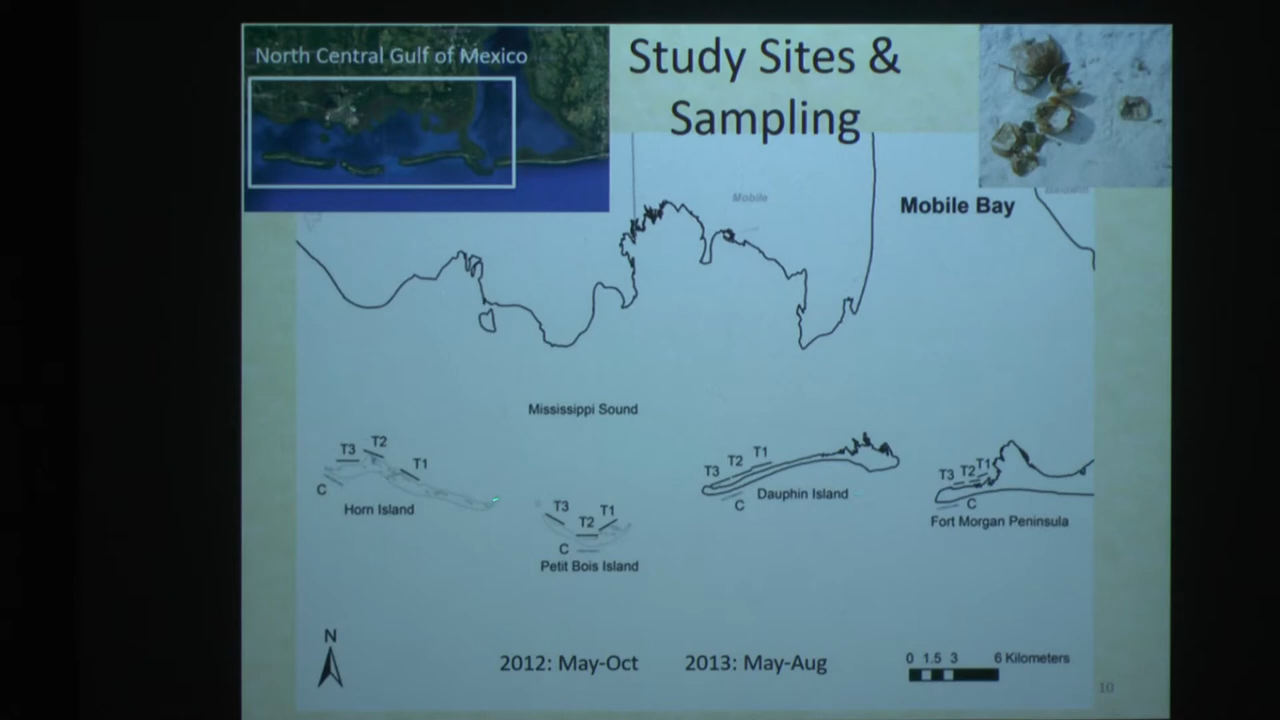 North Central Gulf of Mexico
Study Sites &
Sampling
Mobile
Mobile Bay
Mississippi Sound
T3
T2
T1
C
Horn Island
T3
T2
T1
C
Petit Bois Island
T3
T2
T1
C
Dauphin Island
T3
T2
T1
C
Fort Morgan Peninsula
N
2012: May-Oct
2013: May-Aug
0 1.5 3 6 Kilometers
10